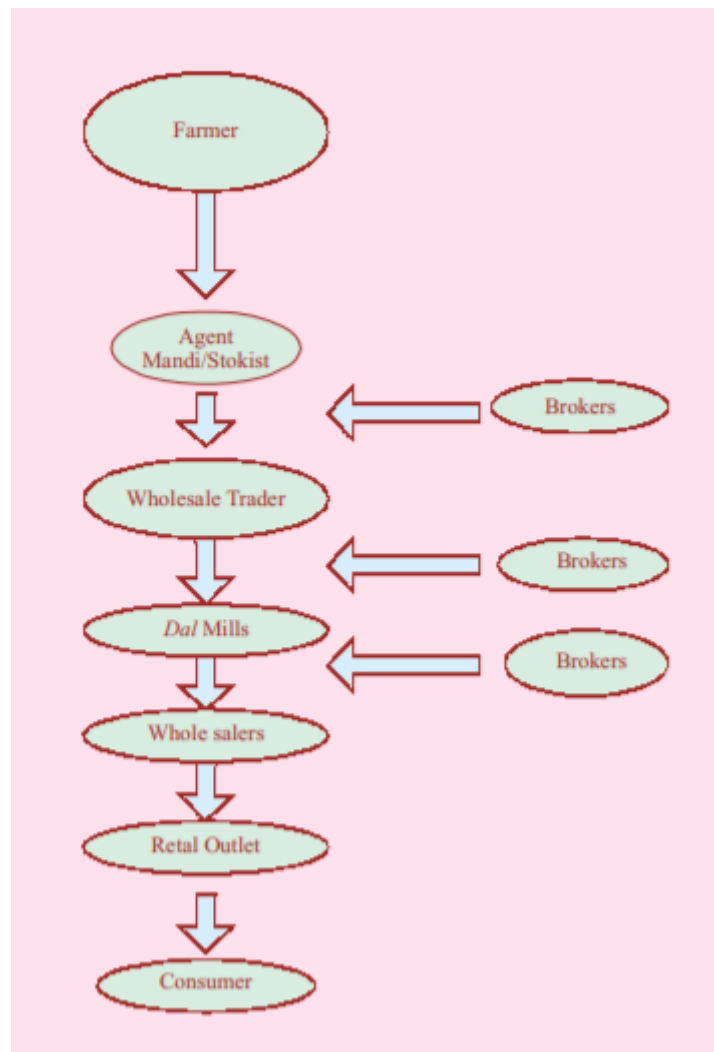 Farmer
Agent
Mandi/Stokist
Brokers
Wholesale Trader
Brokers
Dal Mills
Brokers
Whole salers
Retal Outlet
Consumer